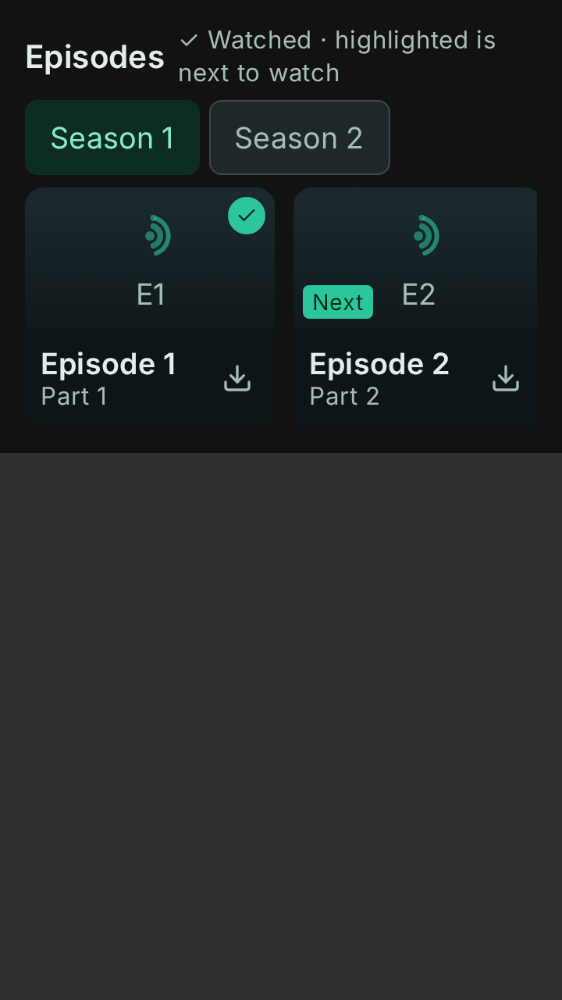 Episodes
✓ Watched · highlighted is
next to watch
Season 1
Season 2
E1
Next
E2
Episode 1
Part 1
Episode 2
Part 2